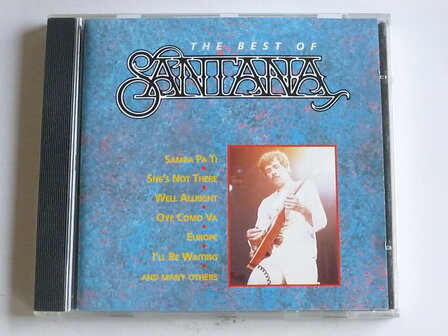 THE BEST OF
SANTANA
SAMBA PA TI
SHE'S NOT THERE
WELL ALLRIGHT
OYE COMO VA
EUROPE
I'LL BE WAITING
AND MANY OTHERS